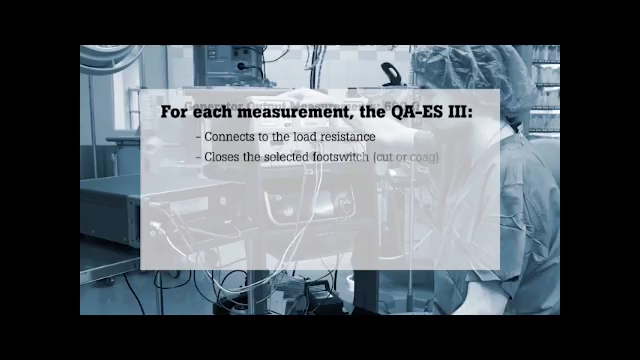 For each measurement, the QA-ES III:
- Connects to the load resistance
- Closes the selected footswitch (cut or coag)